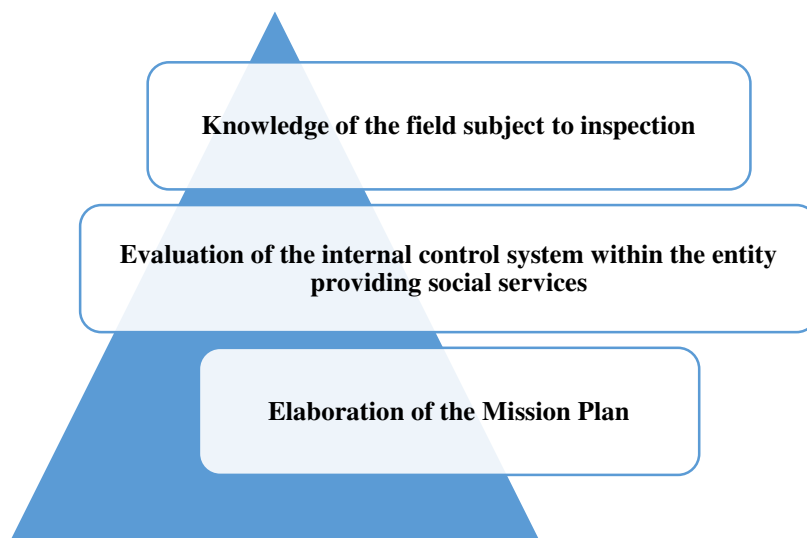 Knowledge of the field subject to inspection
Evaluation of the internal control system within the entity
providing social services
Elaboration of the Mission Plan